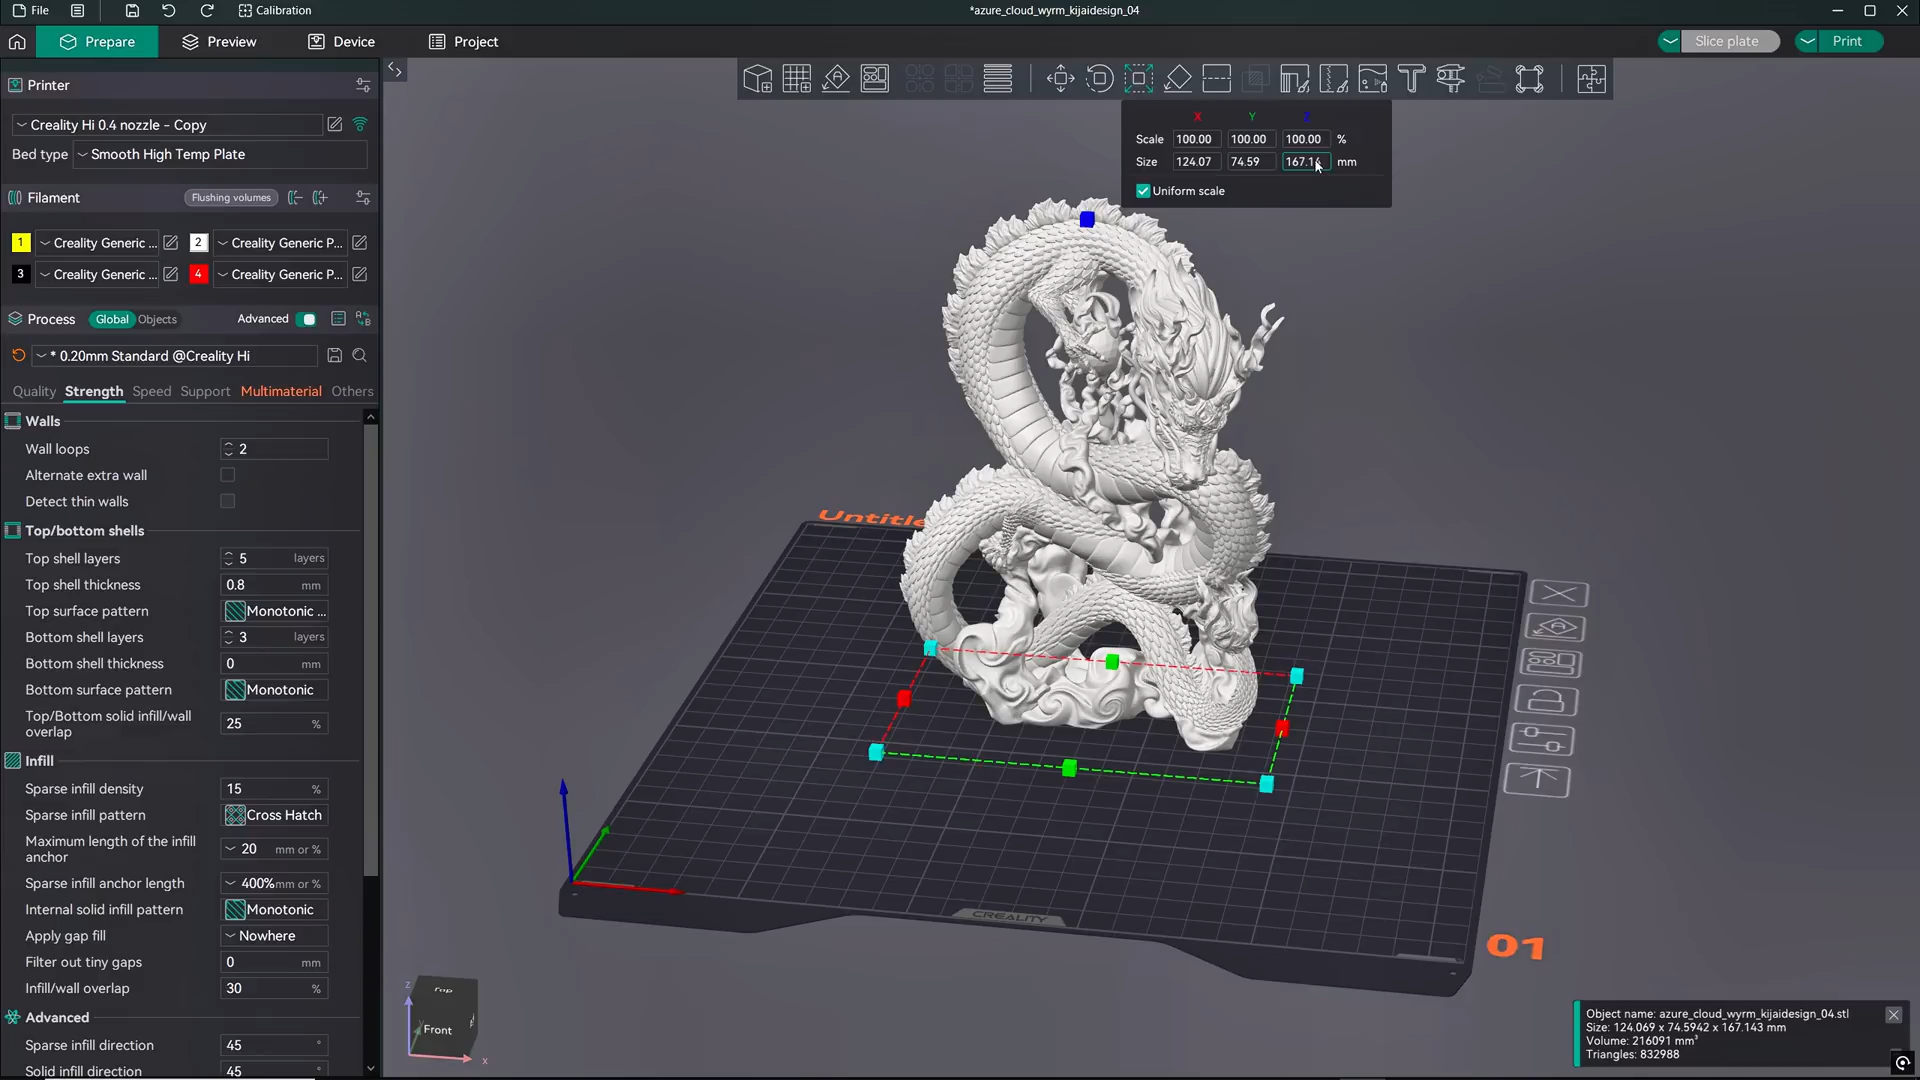 File
Calibration
*azure_cloud_wyrm_kijaidesign_04
Prepare
Preview
Device
Project
Slice plate
Print
Printer
Creality Hi 0.4 nozzle - Copy
Bed type
Smooth High Temp Plate
Filament
Flushing volumes
1 Creality Generic ...
2 Creality Generic P...
3 Creality Generic ...
4 Creality Generic P...
Process
Global
Objects
Advanced
* 0.20mm Standard @Creality Hi
Quality
Strength
Speed
Support
Multimaterial
Others
Walls
Wall loops 2
Alternate extra wall
Detect thin walls
Top/bottom shells
Top shell layers 5 layers
Top shell thickness 0.8 mm
Top surface pattern Monotonic ...
Bottom shell layers 3 layers
Bottom shell thickness 0 mm
Bottom surface pattern Monotonic
Top/Bottom solid infill/wall
overlap
25 %
Infill
Sparse infill density 15 %
Sparse infill pattern Cross Hatch
Maximum length of the infill
anchor
20 mm or %
Sparse infill anchor length 400% mm or %
Internal solid infill pattern Monotonic
Apply gap fill Nowhere
Filter out tiny gaps 0 mm
Infill/wall overlap 30 %
Advanced
Sparse infill direction 45 °
Solid infill direction 45
X Y Z
Scale 100.00 100.00 100.00 %
Size 124.07 74.59 167.14 mm
Uniform scale
Untitle
CREALITY
01
Top
Front
z
x
Object name: azure_cloud_wyrm_kijaidesign_04.stl
Size: 124.069 x 74.5942 x 167.143 mm
Volume: 216091 mm³
Triangles: 832988